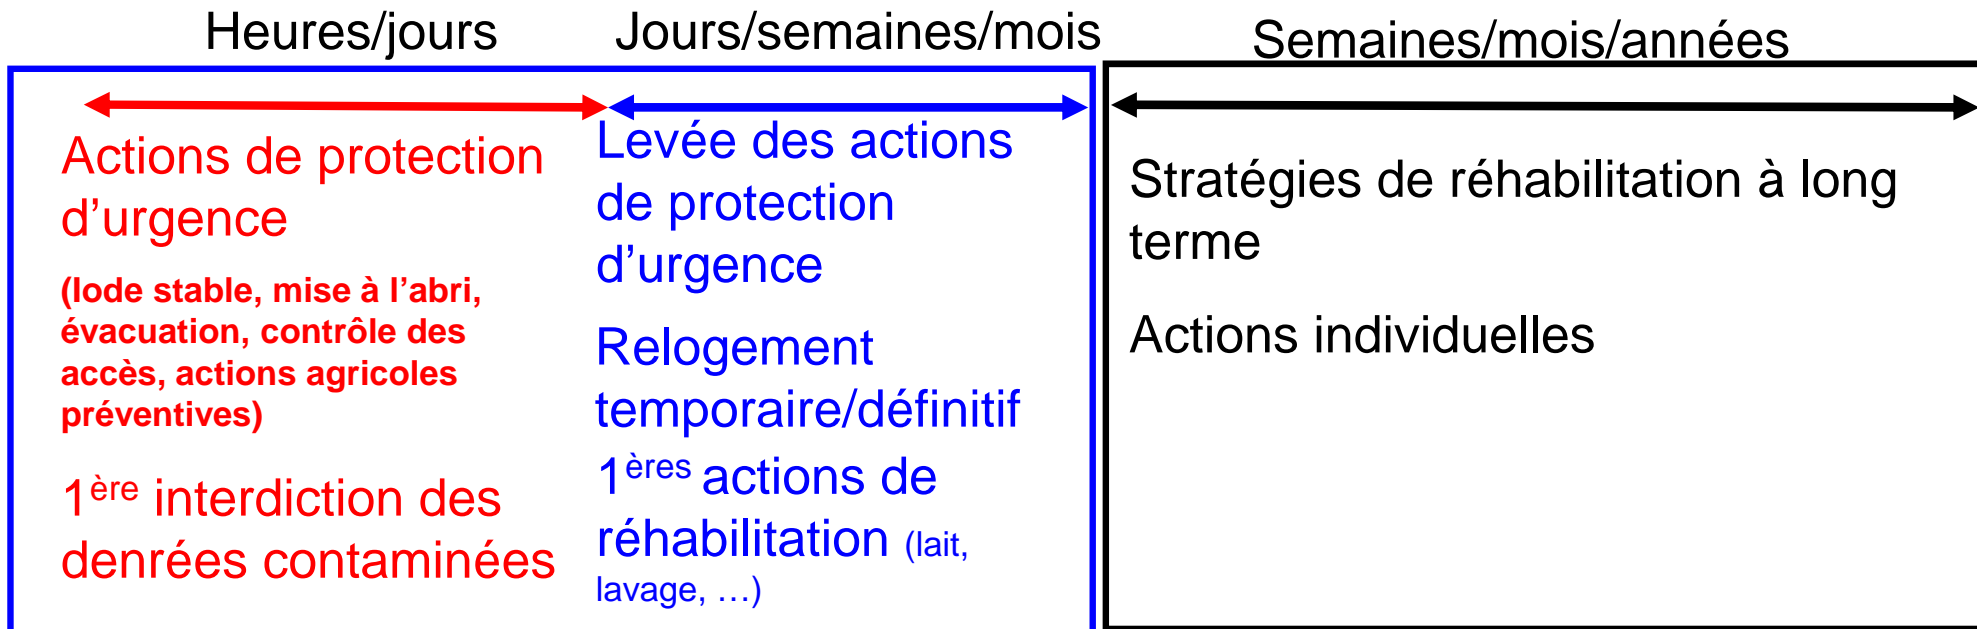 Heures/jours
Jours/semaines/mois
Semaines/mois/années
Actions de protection
d’urgence
(Iode stable, mise à l’abri,
évacuation, contrôle des
accès, actions agricoles
préventives)
1ère interdiction des
denrées contaminées
Levée des actions
de protection
d’urgence
Relogement
temporaire/définitif
1ères actions de
réhabilitation (lait,
lavage, …)
Stratégies de réhabilitation à long
terme
Actions individuelles